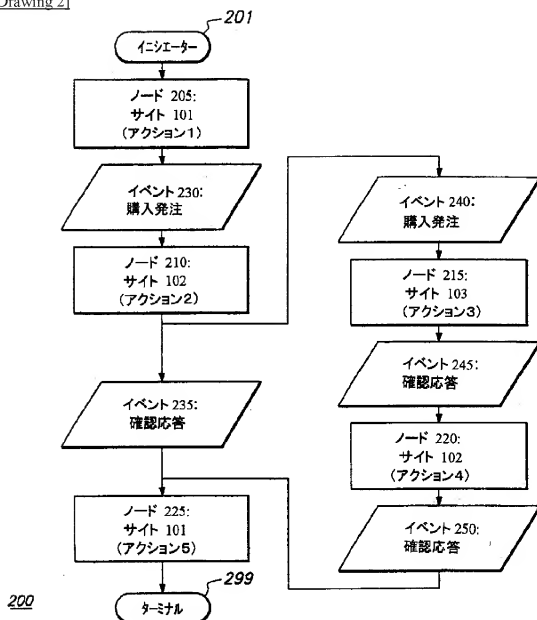 Drawing 2]
201
イニシエーター
ノード 205:
サイト 101
(アクション1)
イベント 230:
購入発注
ノード 210:
サイト 102
(アクション2)
イベント 240:
購入発注
ノード 215:
サイト 103
(アクション3)
イベント 245:
確認応答
ノード 220:
サイト 102
(アクション4)
イベント 250:
確認応答
イベント 235:
確認応答
ノード 225:
サイト 101
(アクション5)
299
ターミナル
200